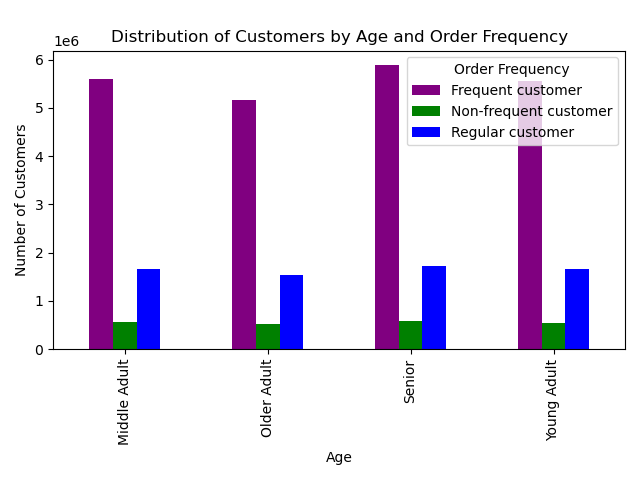 Distribution of Customers by Age and Order Frequency
1e6
6
5
4
3
2
1
0
Number of Customers
Order Frequency
Frequent customer
Non-frequent customer
Regular customer
Middle Adult
Older Adult
Senior
Young Adult
Age